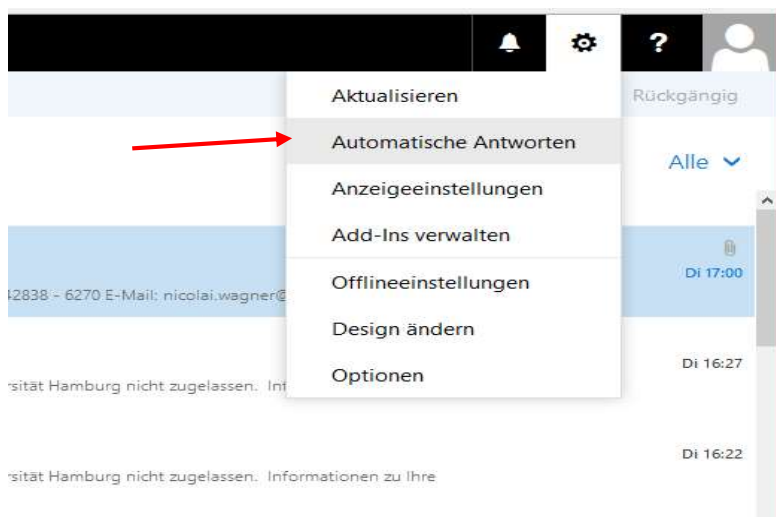 ?
Aktualisieren
Rückgängig
Automatische Antworten
Alle
Anzeigeeinstellungen
Add-Ins verwalten
Di 17:00
Offlineeinstellungen
2838 - 6270 E-Mail: nicolai.wagner@
Design ändern
Di 16:27
Optionen
rsität Hamburg nicht zugelassen. Inf
Di 16:22
rsität Hamburg nicht zugelassen. Informationen zu Ihre